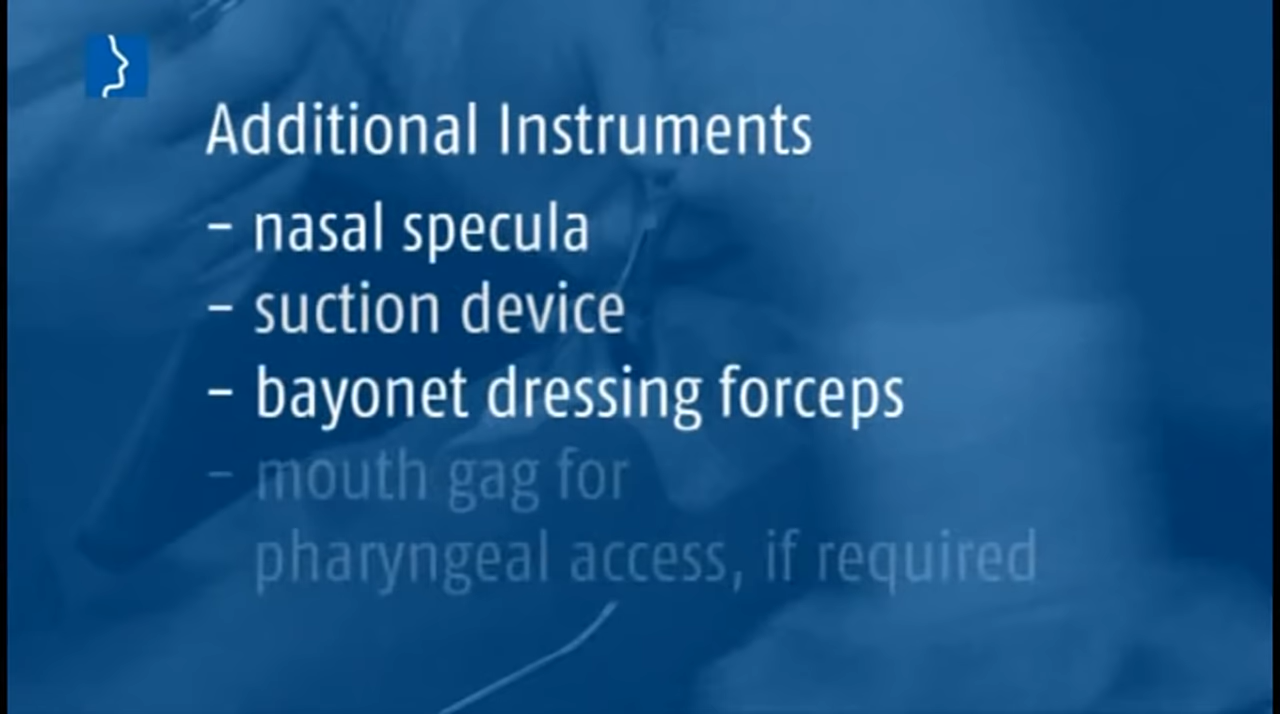 Additional Instruments
– nasal specula
– suction device
– bayonet dressing forceps
– mouth gag for
pharyngeal access, if required